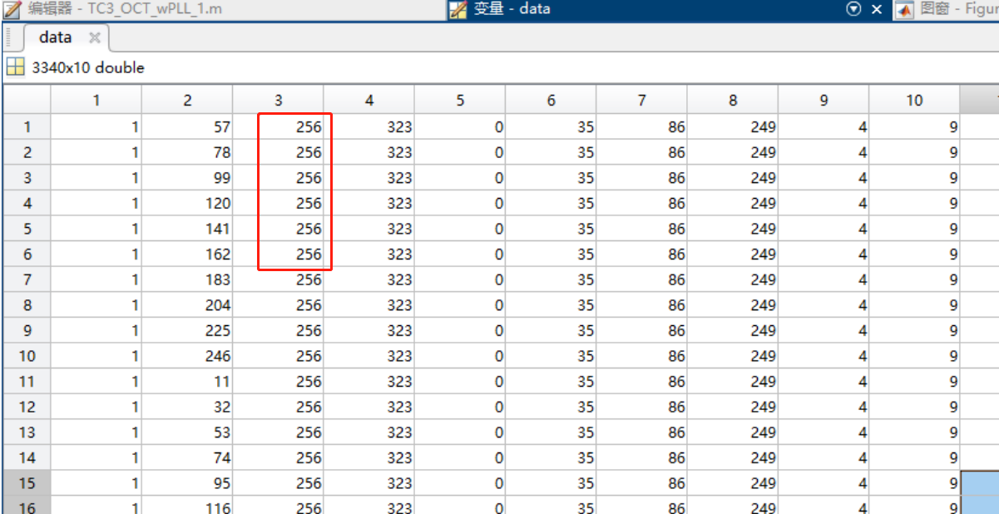 编辑器 - TC3_OCT_wPLL_1.m 变量 - data 图窗 - Figur
data
3340x10 double
1 2 3 4 5 6 7 8 9 10
1 1 57 256 323 0 35 86 249 4 9
2 1 78 256 323 0 35 86 249 4 9
3 1 99 256 323 0 35 86 249 4 9
4 1 120 256 323 0 35 86 249 4 9
5 1 141 256 323 0 35 86 249 4 9
6 1 162 256 323 0 35 86 249 4 9
7 1 183 256 323 0 35 86 249 4 9
8 1 204 256 323 0 35 86 249 4 9
9 1 225 256 323 0 35 86 249 4 9
10 1 246 256 323 0 35 86 249 4 9
11 1 11 256 323 0 35 86 249 4 9
12 1 32 256 323 0 35 86 249 4 9
13 1 53 256 323 0 35 86 249 4 9
14 1 74 256 323 0 35 86 249 4 9
15 1 95 256 323 0 35 86 249 4 9
16 1 116 256 323 0 35 86 249 4 9